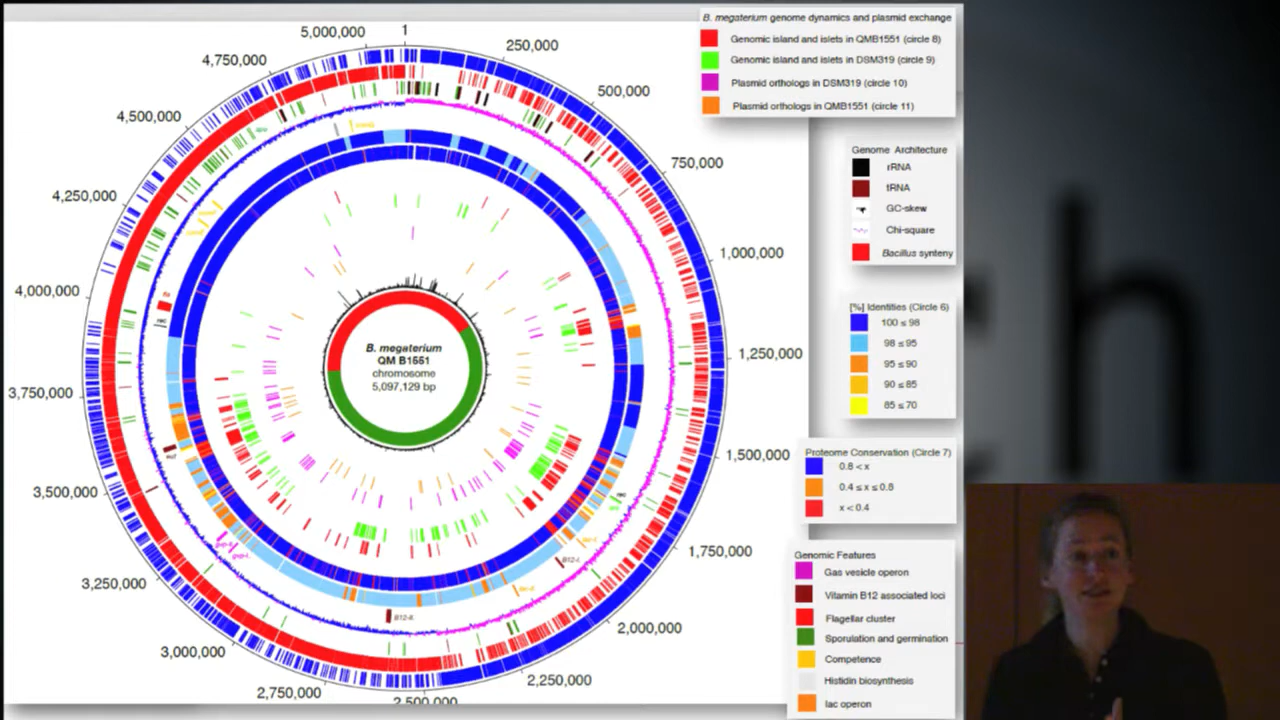 B. megaterium genome dynamics and plasmid exchange
Genomic island and islets in QMB1551 (circle 8)
Genomic island and islets in DSM319 (circle 9)
Plasmid orthologs in DSM319 (circle 10)
Plasmid orthologs in QMB1551 (circle 11)
Genome Architecture
rRNA
tRNA
GC-skew
Chi-square
Bacillus synteny
[%] Identities (Circle 6)
100 ≤ 98
98 ≤ 95
95 ≤ 90
90 ≤ 85
85 ≤ 70
Proteome Conservation (Circle 7)
0.8 < x
0.4 ≤ x ≤ 0.8
x < 0.4
Genomic Features
Gas vesicle operon
Vitamin B12 associated loci
Flagellar cluster
Sporulation and germination
Competence
Histidin biosynthesis
lac operon
1
250,000
500,000
750,000
1,000,000
1,250,000
1,500,000
1,750,000
2,000,000
2,250,000
2,500,000
2,750,000
3,000,000
3,250,000
3,500,000
3,750,000
4,000,000
4,250,000
4,500,000
4,750,000
5,000,000
B. megaterium
QM B1551
chromosome
5,097,129 bp
B12-I
B12-II
h